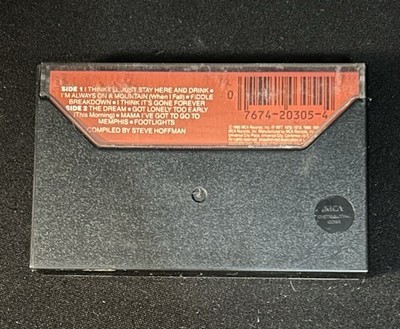 SIDE 1 I THINK I'LL JUST STAY HERE AND DRINK •
I'M ALWAYS ON A MOUNTAIN (When I Fall) • FIDDLE
BREAKDOWN • I THINK IT'S GONE FOREVER
SIDE 2 THE DREAM • GOT LONELY TOO EARLY
(This Morning) • MAMA I'VE GOT TO GO TO
MEMPHIS • FOOTLIGHTS
COMPILED BY STEVE HOFFMAN
0
7674-20305-4
MCA